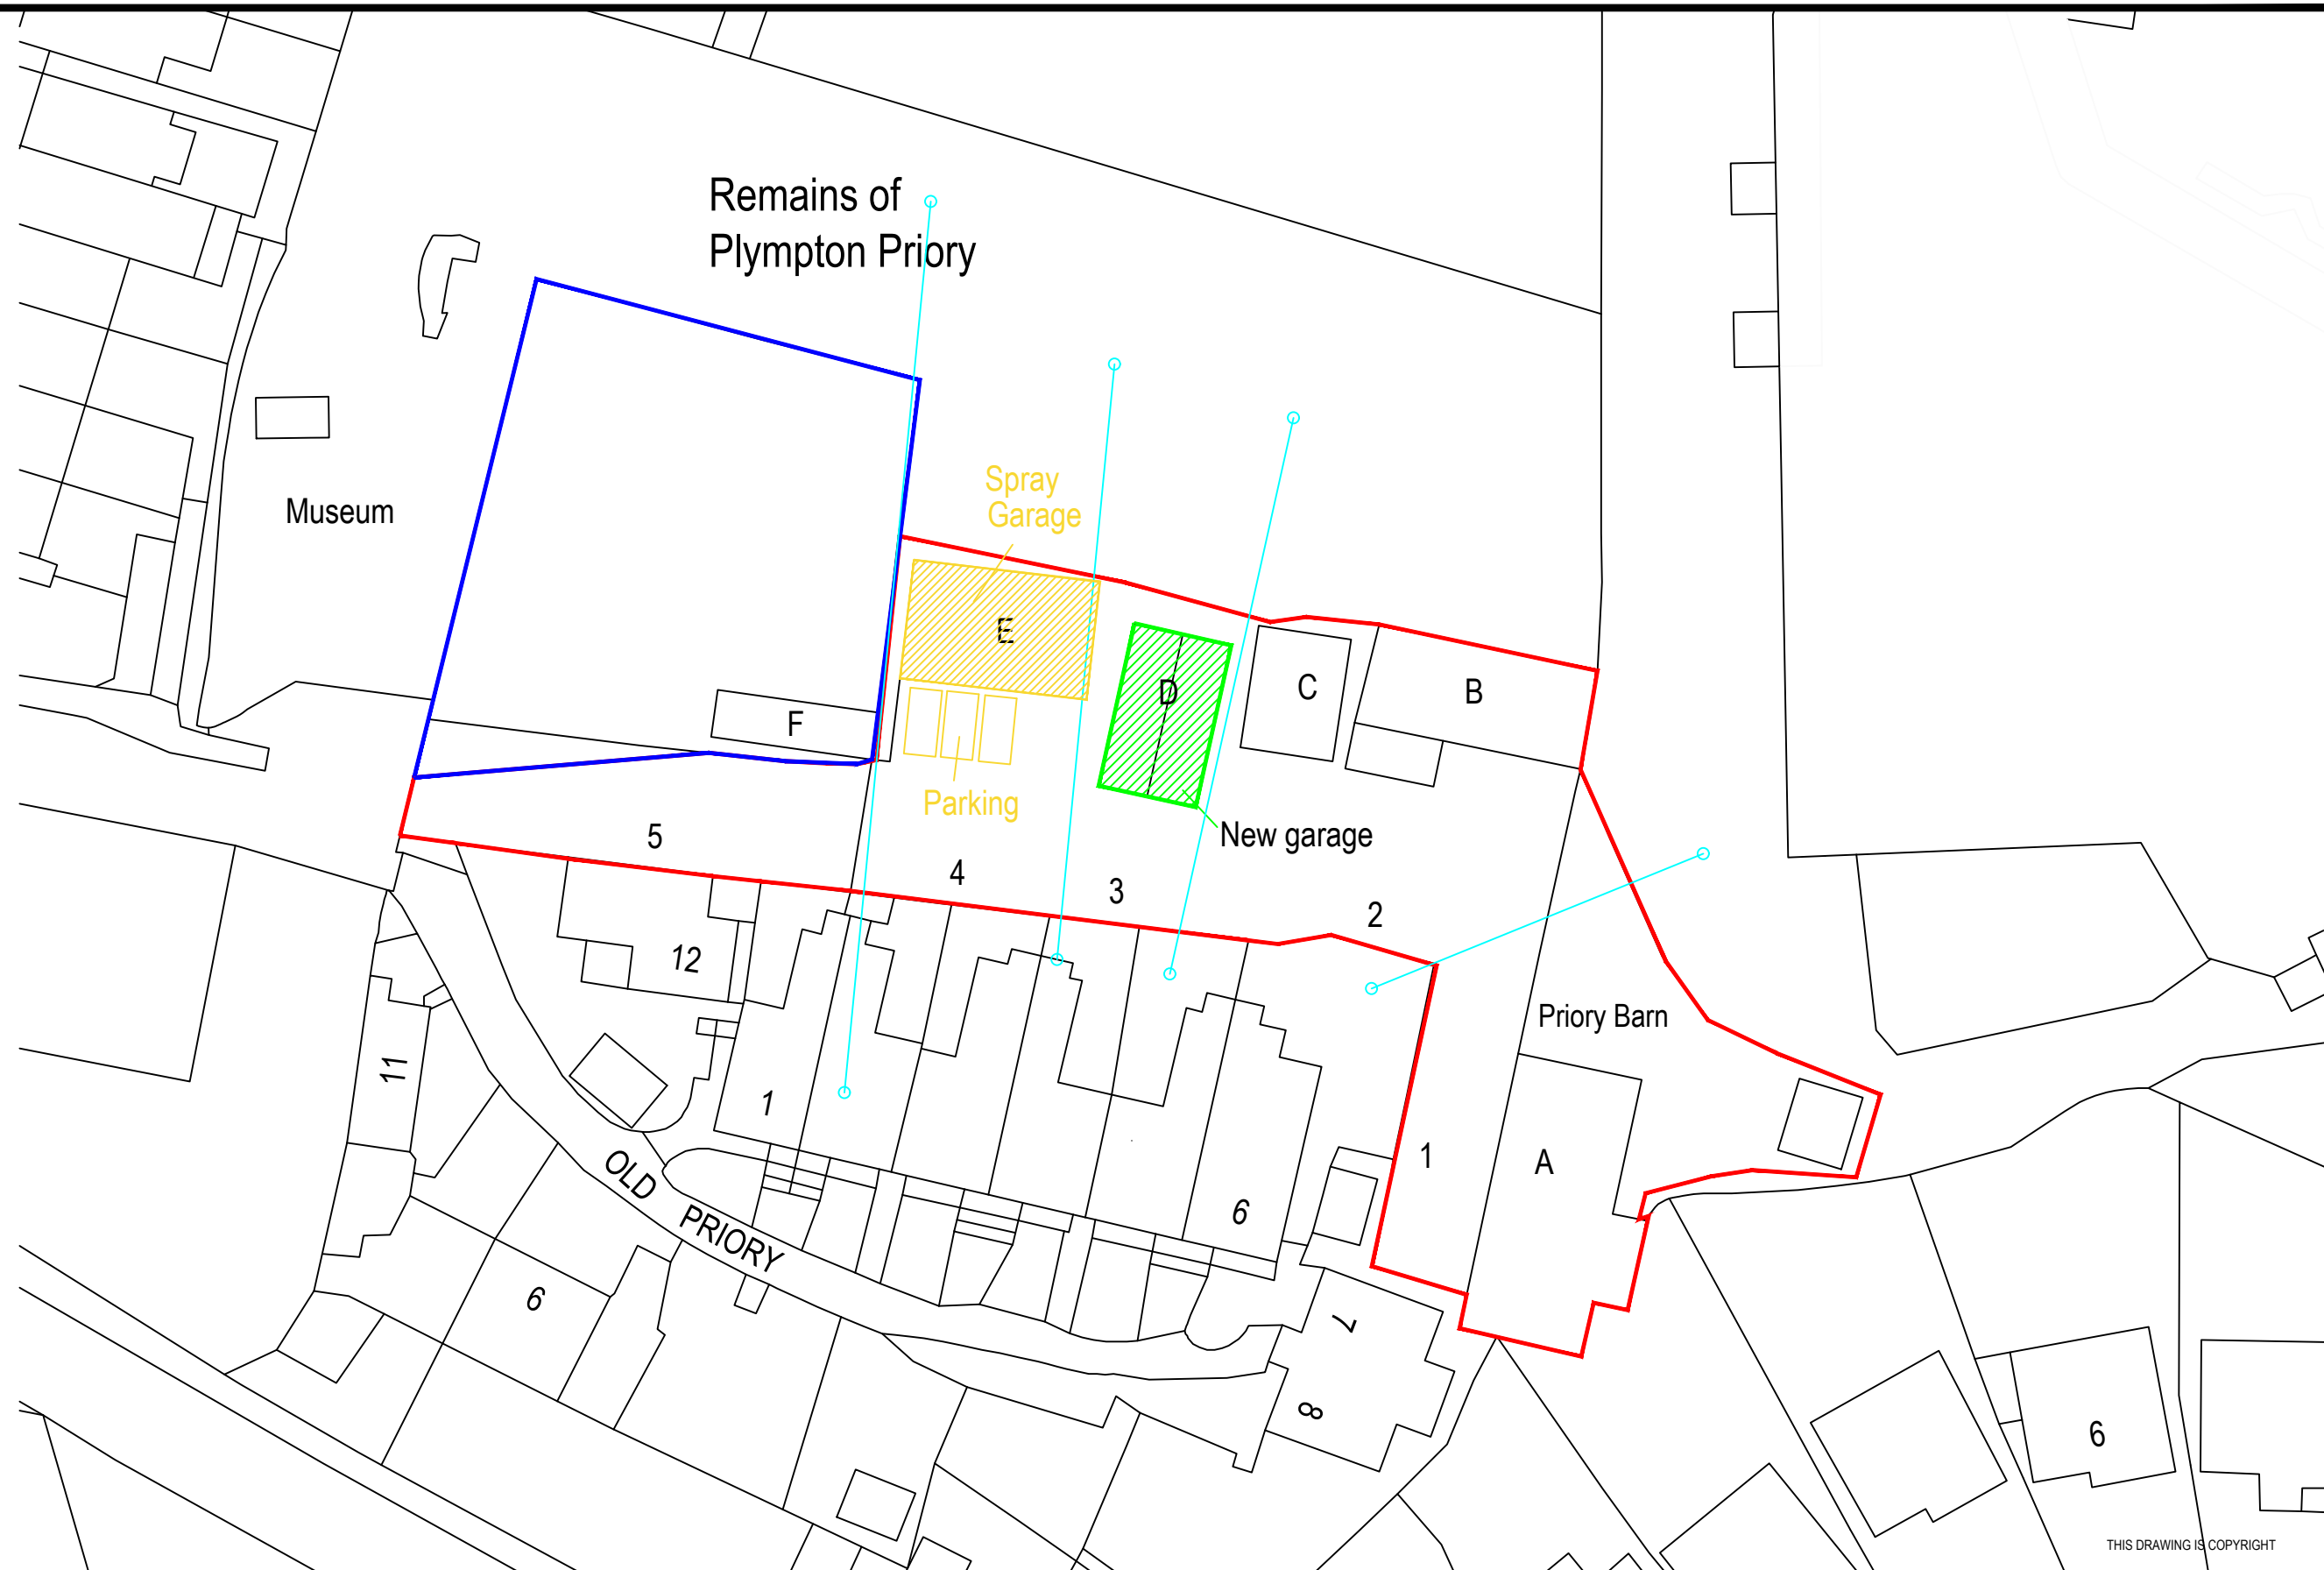 Remains of
Plympton Priory
Spray
Garage
Museum
E
D
C
B
F
Parking
New garage
5
4
3
2
12
Priory Barn
11
1
1
A
OLD
PRIORY
6
6
7
8
6
THIS DRAWING IS COPYRIGHT